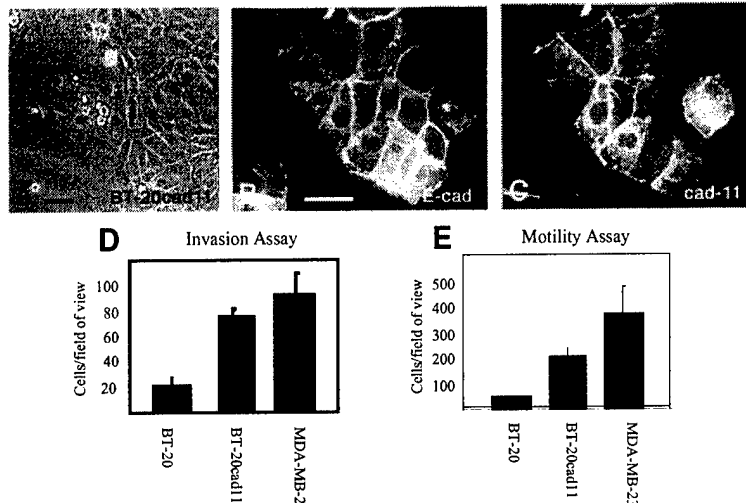 BT-20cad11
B
E-cad
C
cad-11
D
Invasion Assay
Cells/field of view
100
80
60
40
20
BT-20
BT-20cad11
MDA-MB-2
E
Motility Assay
Cells/field of view
500
400
300
200
100
BT-20
BT-20cad11
MDA-MB-23